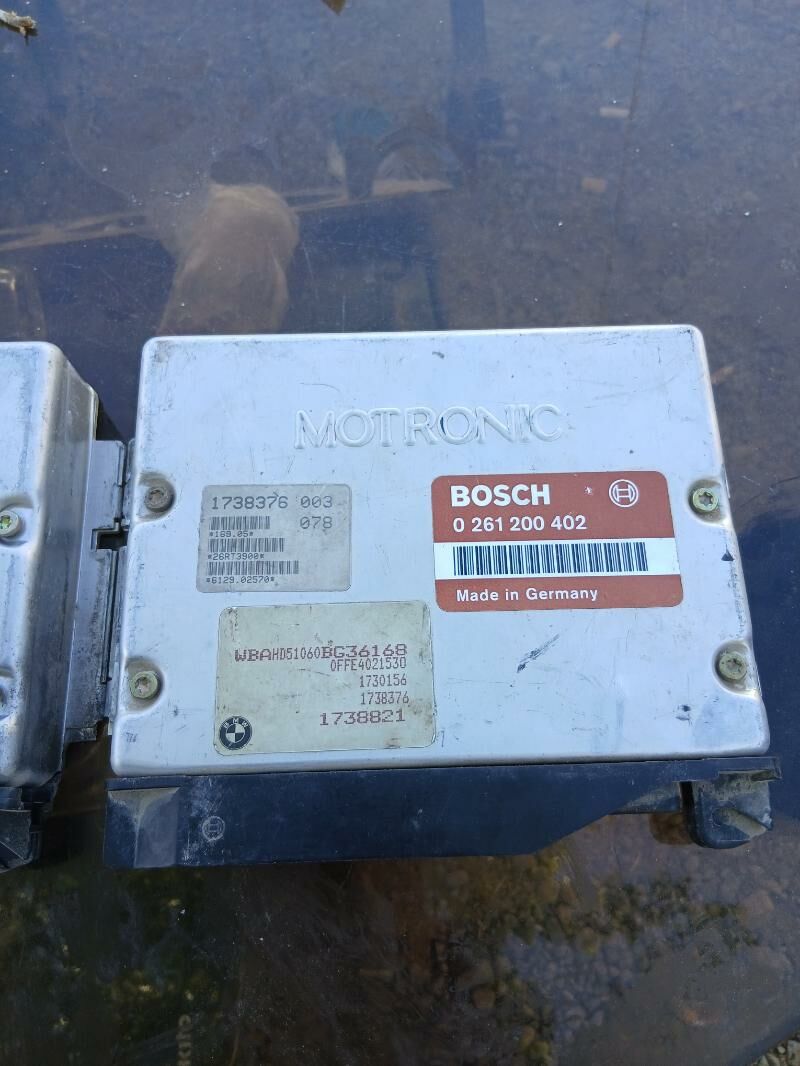 MOTRONIC
1738376 003
078
*169.05*
*26RT3900*
*6129.02570*
BOSCH
0 261 200 402
Made in Germany
WBAHD51060BG36168
0FFE4021530
1730156
1738376
1738821
BMW